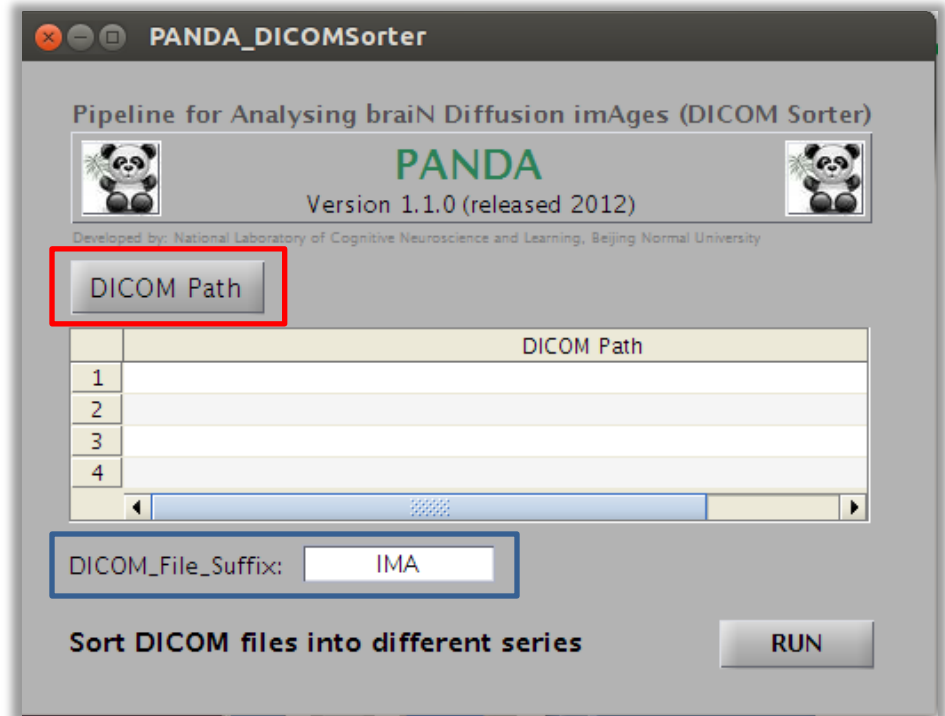 PANDA_DICOMSorter
Pipeline for Analysing braiN Diffusion imAges (DICOM Sorter)
PANDA
Version 1.1.0 (released 2012)
Developed by: National Laboratory of Cognitive Neuroscience and Learning, Beijing Normal University
DICOM Path
DICOM Path
1
2
3
4
DICOM_File_Suffix: IMA
Sort DICOM files into different series RUN